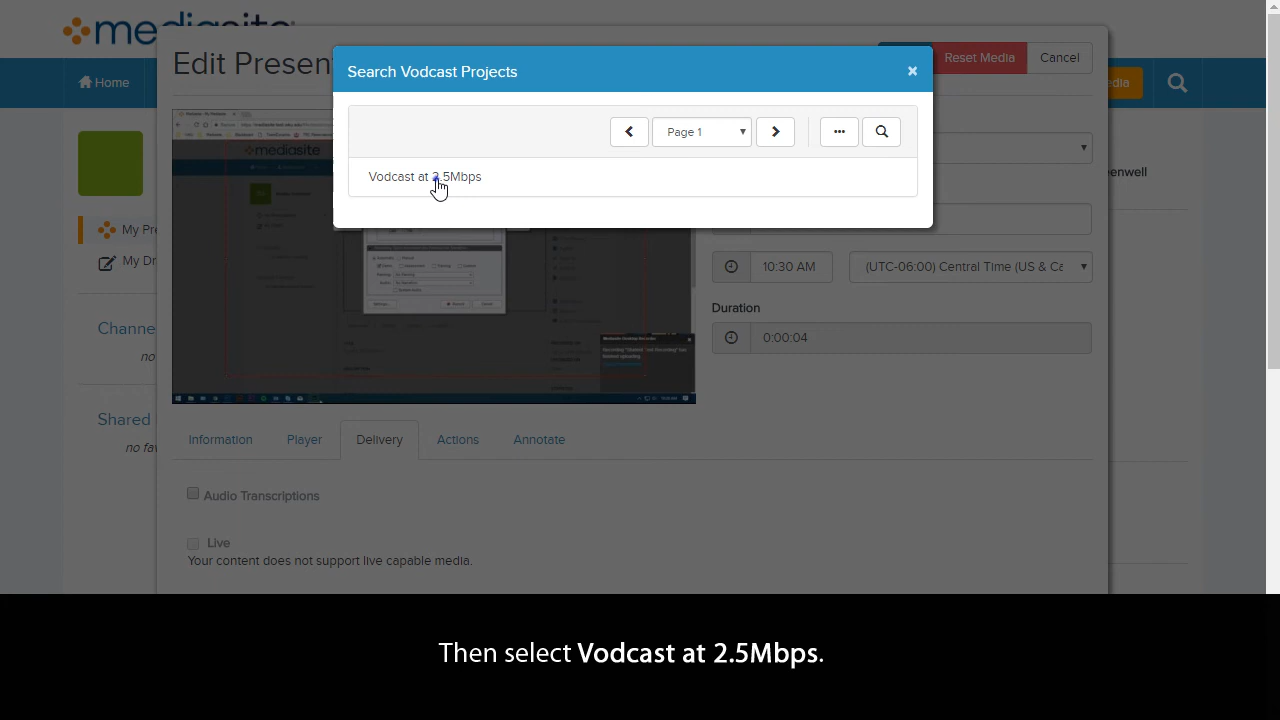 mediasite
Edit Presen
Reset Media
Cancel
Search Vodcast Projects
×
Home
edia
Page 1
Vodcast at 2.5Mbps
eenwell
My Pre
My Dr
10:30 AM
(UTC-06:00) Central Time (US & Ca
Duration
0:00:04
Channe
no
Shared
no fav
Information
Player
Delivery
Actions
Annotate
Audio Transcriptions
Live
Your content does not support live capable media.
Then select Vodcast at 2.5Mbps.